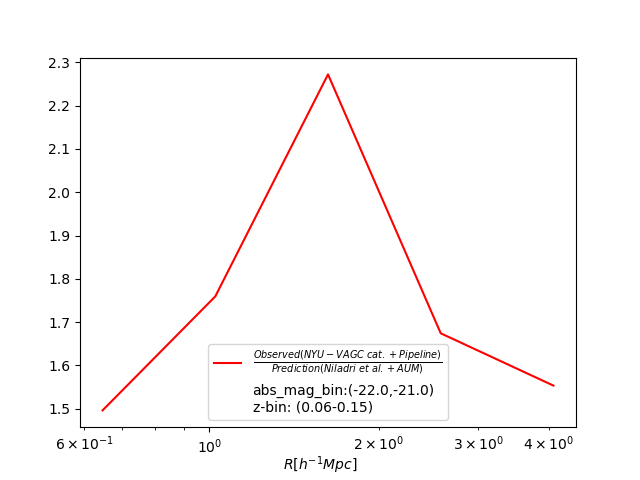 2.3
2.2
2.1
2.0
1.9
1.8
1.7
1.6
1.5
Observed(NYU − VAGC cat. + Pipeline)
Prediction(Niladri et al. + AUM)
abs_mag_bin:(-22.0,-21.0)
z-bin: (0.06-0.15)
6 × 10⁻¹ 10⁰ 2 × 10⁰ 3 × 10⁰ 4 × 10⁰
R[h⁻¹Mpc]